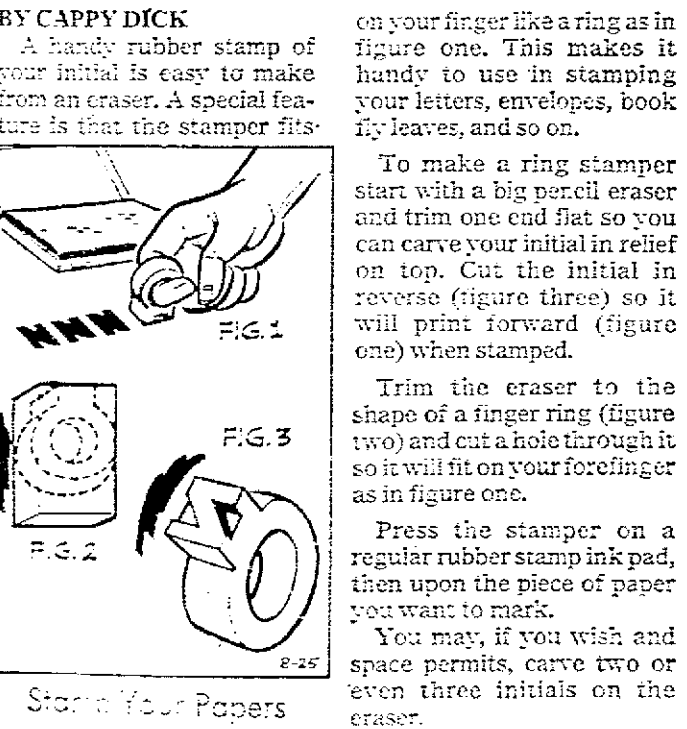 BY CAPPY DICK
A handy rubber stamp of
your initial is easy to make
from an eraser. A special fea-
ture is that the stamper fits
NNN
FIG.1
FIG.2
FIG.3
8-25
Stamp Your Papers
on your finger like a ring as in
figure one. This makes it
handy to use in stamping
your letters, envelopes, book
fly leaves, and so on.
To make a ring stamper
start with a big pencil eraser
and trim one end flat so you
can carve your initial in relief
on top. Cut the initial in
reverse (figure three) so it
will print forward (figure
one) when stamped.
Trim the eraser to the
shape of a finger ring (figure
two) and cut a hole through it
so it will fit on your forefinger
as in figure one.
Press the stamper on a
regular rubber stamp ink pad,
then upon the piece of paper
you want to mark.
You may, if you wish and
space permits, carve two or
even three initials on the
eraser.